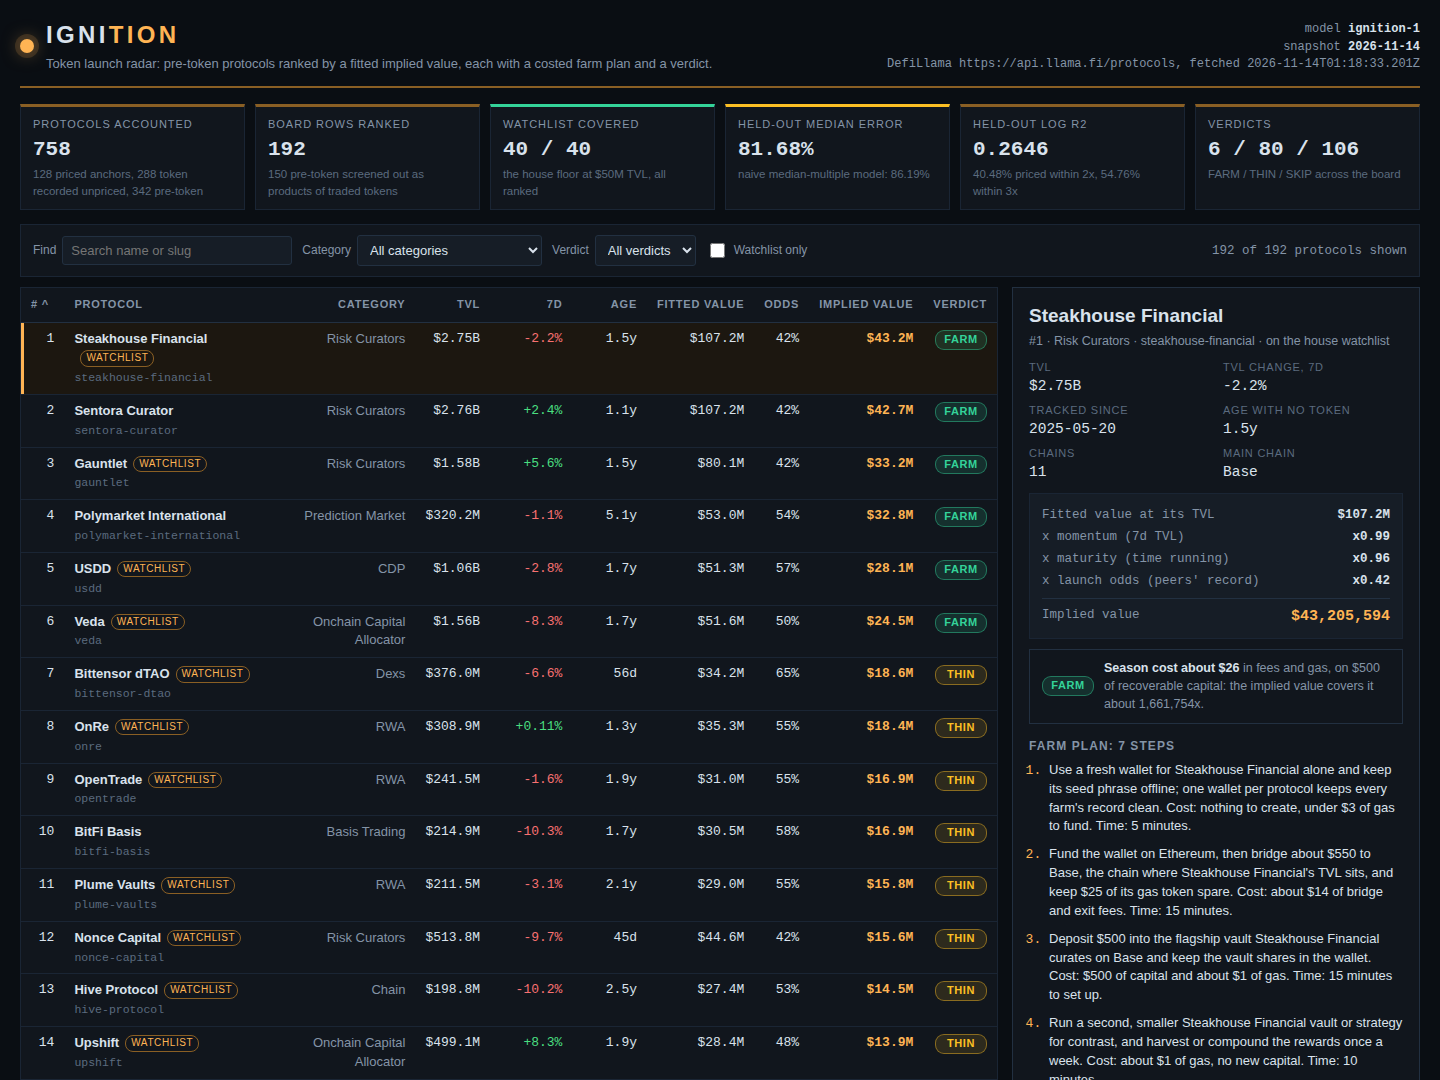 IGNITION
Token launch radar: pre-token protocols ranked by a fitted implied value, each with a costed farm plan and a verdict.
model ignition-1
snapshot 2026-11-14
DefiLlama https://api.llama.fi/protocols, fetched 2026-11-14T01:18:33.201Z
PROTOCOLS ACCOUNTED
758
128 priced anchors, 288 token
recorded unpriced, 342 pre-token
BOARD ROWS RANKED
192
150 pre-token screened out as
products of traded tokens
WATCHLIST COVERED
40 / 40
the house floor at $50M TVL, all
ranked
HELD-OUT MEDIAN ERROR
81.68%
naive median-multiple model: 86.19%
HELD-OUT LOG R2
0.2646
40.48% priced within 2x, 54.76%
within 3x
VERDICTS
6 / 80 / 106
FARM / THIN / SKIP across the board
Find Search name or slug Category All categories Verdict All verdicts Watchlist only 192 of 192 protocols shown
# ^ PROTOCOL CATEGORY TVL 7D AGE FITTED VALUE ODDS IMPLIED VALUE VERDICT
1 Steakhouse Financial Risk Curators $2.75B -2.2% 1.5y $107.2M 42% $43.2M FARM
WATCHLIST
steakhouse-financial
2 Sentora Curator Risk Curators $2.76B +2.4% 1.1y $107.2M 42% $42.7M FARM
sentora-curator
3 Gauntlet WATCHLIST Risk Curators $1.58B +5.6% 1.5y $80.1M 42% $33.2M FARM
gauntlet
4 Polymarket International Prediction Market $320.2M -1.1% 5.1y $53.0M 54% $32.8M FARM
polymarket-international
5 USDD WATCHLIST CDP $1.06B -2.8% 1.7y $51.3M 57% $28.1M FARM
usdd
6 Veda WATCHLIST Onchain Capital $1.56B -8.3% 1.7y $51.6M 50% $24.5M FARM
veda Allocator
7 Bittensor dTAO WATCHLIST Dexs $376.0M -6.6% 56d $34.2M 65% $18.6M THIN
bittensor-dtao
8 OnRe WATCHLIST RWA $308.9M +0.11% 1.3y $35.3M 55% $18.4M THIN
onre
9 OpenTrade WATCHLIST RWA $241.5M -1.6% 1.9y $31.0M 55% $16.9M THIN
opentrade
10 BitFi Basis Basis Trading $214.9M -10.3% 1.7y $30.5M 58% $16.9M THIN
bitfi-basis
11 Plume Vaults WATCHLIST RWA $211.5M -3.1% 2.1y $29.0M 55% $15.8M THIN
plume-vaults
12 Nonce Capital WATCHLIST Risk Curators $513.8M -9.7% 45d $44.6M 42% $15.6M THIN
nonce-capital
13 Hive Protocol WATCHLIST Chain $198.8M -10.2% 2.5y $27.4M 53% $14.5M THIN
hive-protocol
14 Upshift WATCHLIST Onchain Capital $499.1M +8.3% 1.9y $28.4M 48% $13.9M THIN
upshift Allocator
Steakhouse Financial
#1 · Risk Curators · steakhouse-financial · on the house watchlist
TVL TVL CHANGE, 7D
$2.75B -2.2%
TRACKED SINCE AGE WITH NO TOKEN
2025-05-20 1.5y
CHAINS MAIN CHAIN
11 Base
Fitted value at its TVL $107.2M
x momentum (7d TVL) x0.99
x maturity (time running) x0.96
x launch odds (peers' record) x0.42
Implied value $43,205,594
FARM Season cost about $26 in fees and gas, on $500
of recoverable capital: the implied value covers it
about 1,661,754x.
FARM PLAN: 7 STEPS
1. Use a fresh wallet for Steakhouse Financial alone and keep
its seed phrase offline; one wallet per protocol keeps every
farm's record clean. Cost: nothing to create, under $3 of gas
to fund. Time: 5 minutes.
2. Fund the wallet on Ethereum, then bridge about $550 to
Base, the chain where Steakhouse Financial's TVL sits, and
keep $25 of its gas token spare. Cost: about $14 of bridge
and exit fees. Time: 15 minutes.
3. Deposit $500 into the flagship vault Steakhouse Financial
curates on Base and keep the vault shares in the wallet.
Cost: $500 of capital and about $1 of gas. Time: 15 minutes
to set up.
4. Run a second, smaller Steakhouse Financial vault or strategy
for contrast, and harvest or compound the rewards once a
week. Cost: about $1 of gas, no new capital. Time: 10
minutes